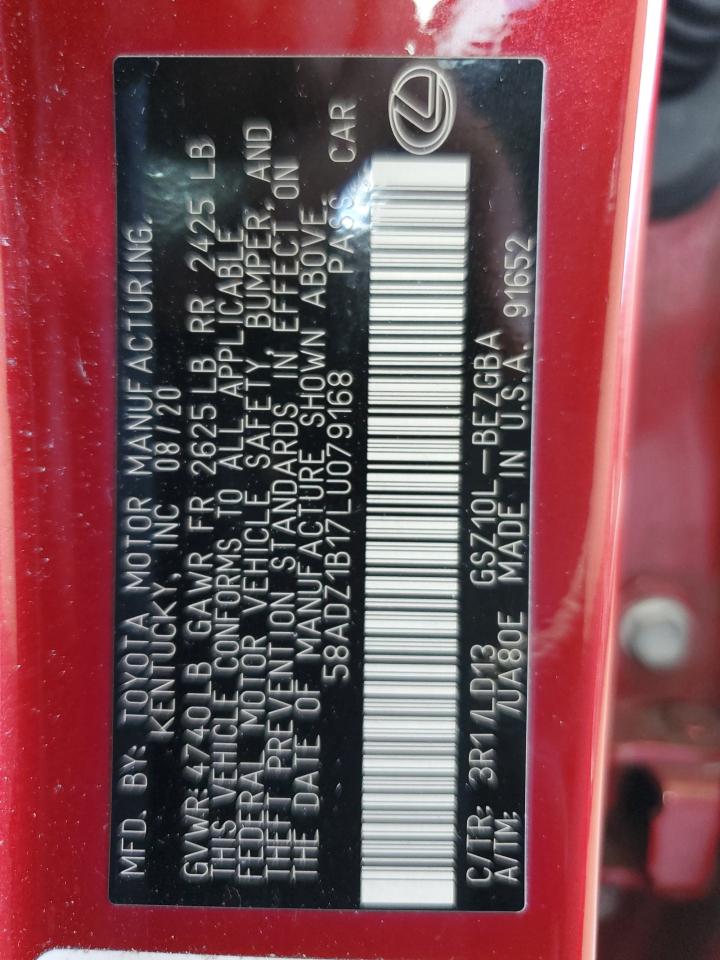 MFD. BY: TOYOTA MOTOR MANUFACTURING,
KENTUCKY, INC 08/20
GVWR: 4740LB GAWR FR 2625 LB RR 2425 LB
THIS VEHICLE CONFORMS TO ALL APPLICABLE
FEDERAL MOTOR VEHICLE SAFETY, BUMPER, AND
THEFT PREVENTION STANDARDS IN EFFECT ON
THE DATE OF MANUFACTURE SHOWN ABOVE.
58ADZ1B17LU079168 PASS CAR
C/TR: 3R1/LD13 GSZ10L-BEZGBA
A/TM: /UA80E MADE IN U.S.A. 91652